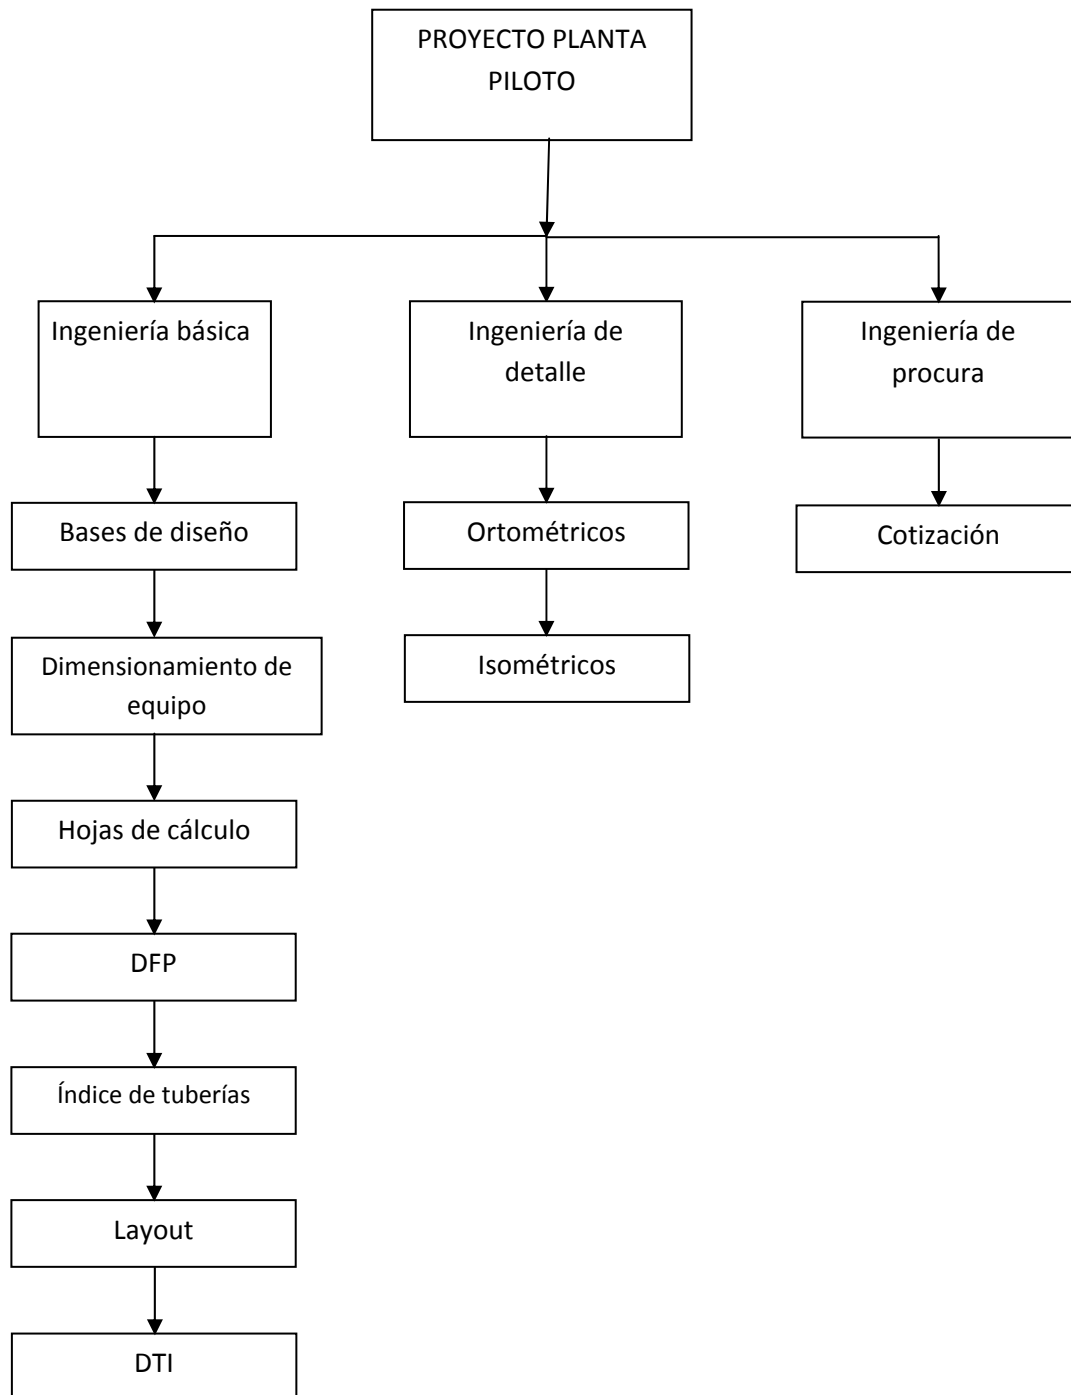 PROYECTO PLANTA
PILOTO
Ingeniería básica
Ingeniería de
detalle
Ingeniería de
procura
Bases de diseño
Ortométricos
Cotización
Dimensionamiento de
equipo
Isométricos
Hojas de cálculo
DFP
Índice de tuberías
Layout
DTI